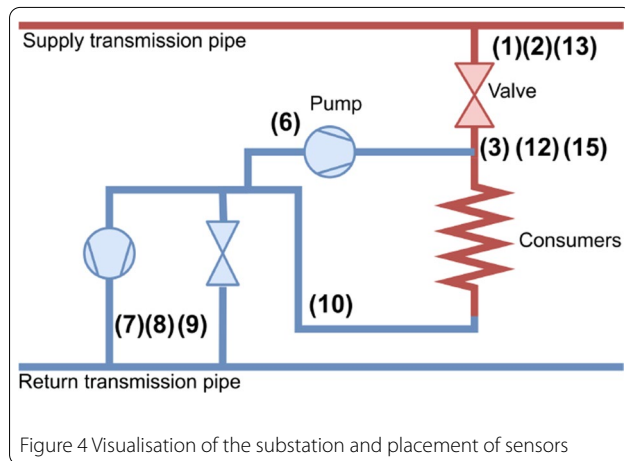 Supply transmission pipe
(1)(2)(13)
Valve
Pump
(6)
(3) (12) (15)
Consumers
(10)
(7)(8)(9)
Return transmission pipe
Figure 4 Visualisation of the substation and placement of sensors